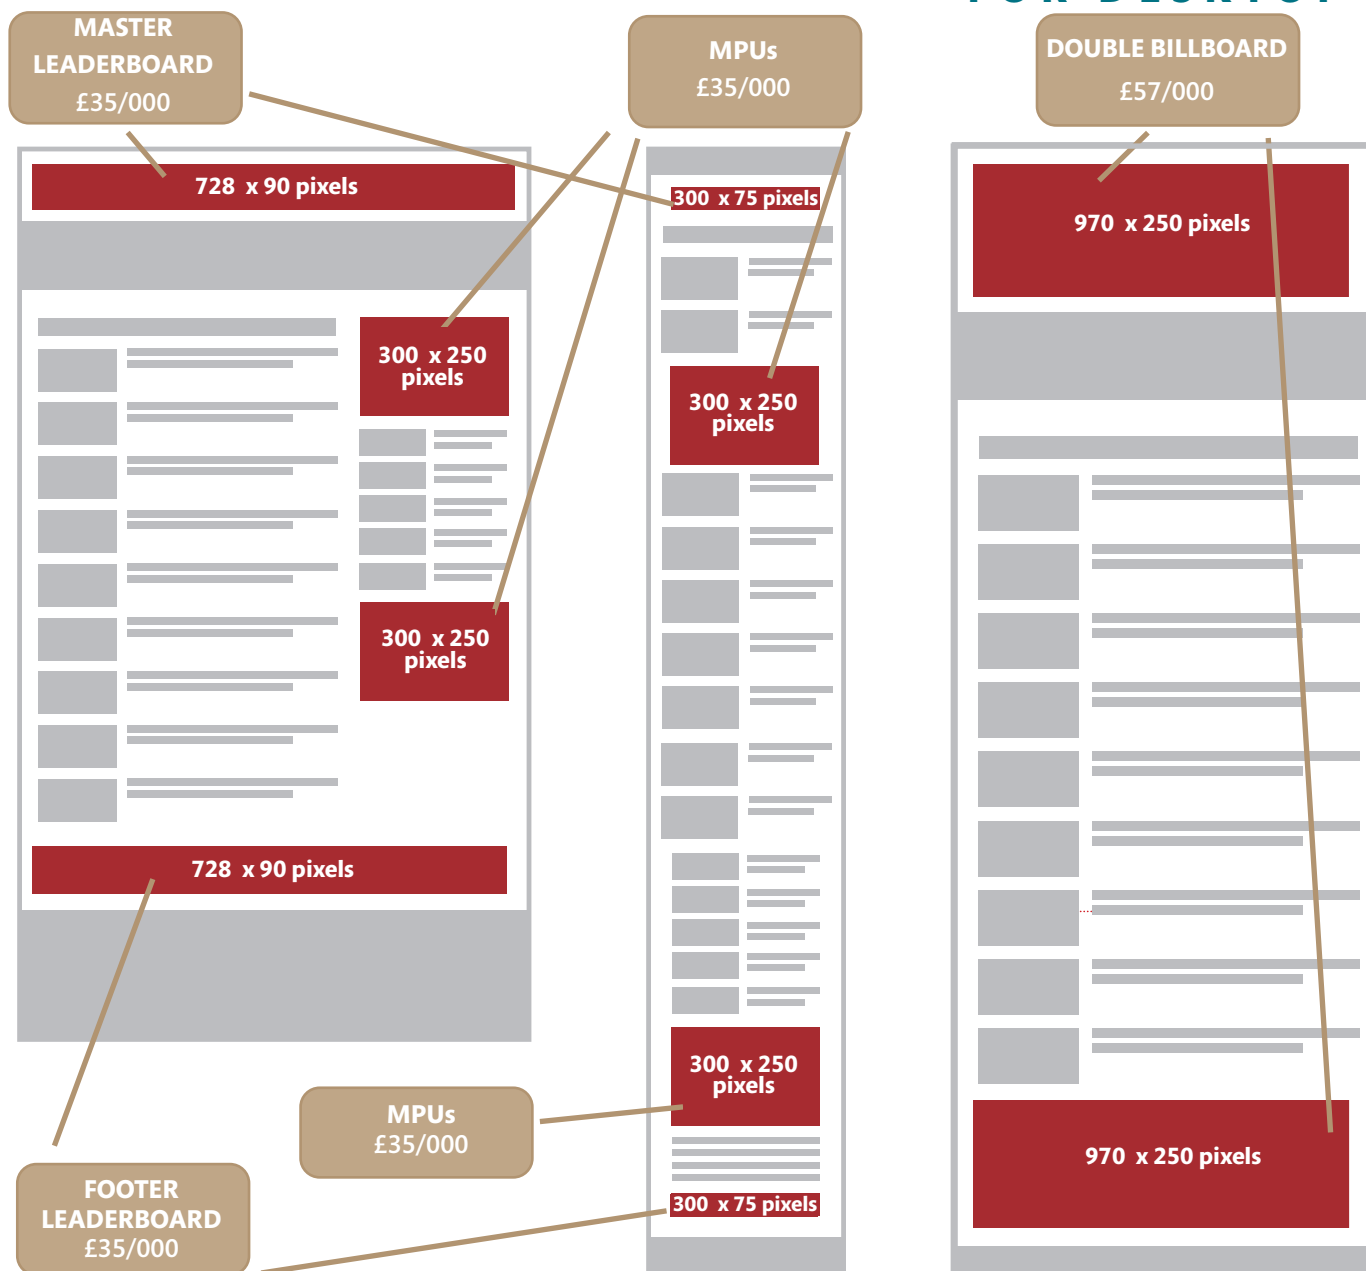 FOR DESKTOP
MASTER
LEADERBOARD
£35/000
MPUs
£35/000
DOUBLE BILLBOARD
£57/000
728 x 90 pixels
300 x 75 pixels
970 x 250 pixels
300 x 250
pixels
300 x 250
pixels
300 x 250
pixels
728 x 90 pixels
300 x 250
pixels
MPUs
£35/000
970 x 250 pixels
FOOTER
LEADERBOARD
£35/000
300 x 75 pixels